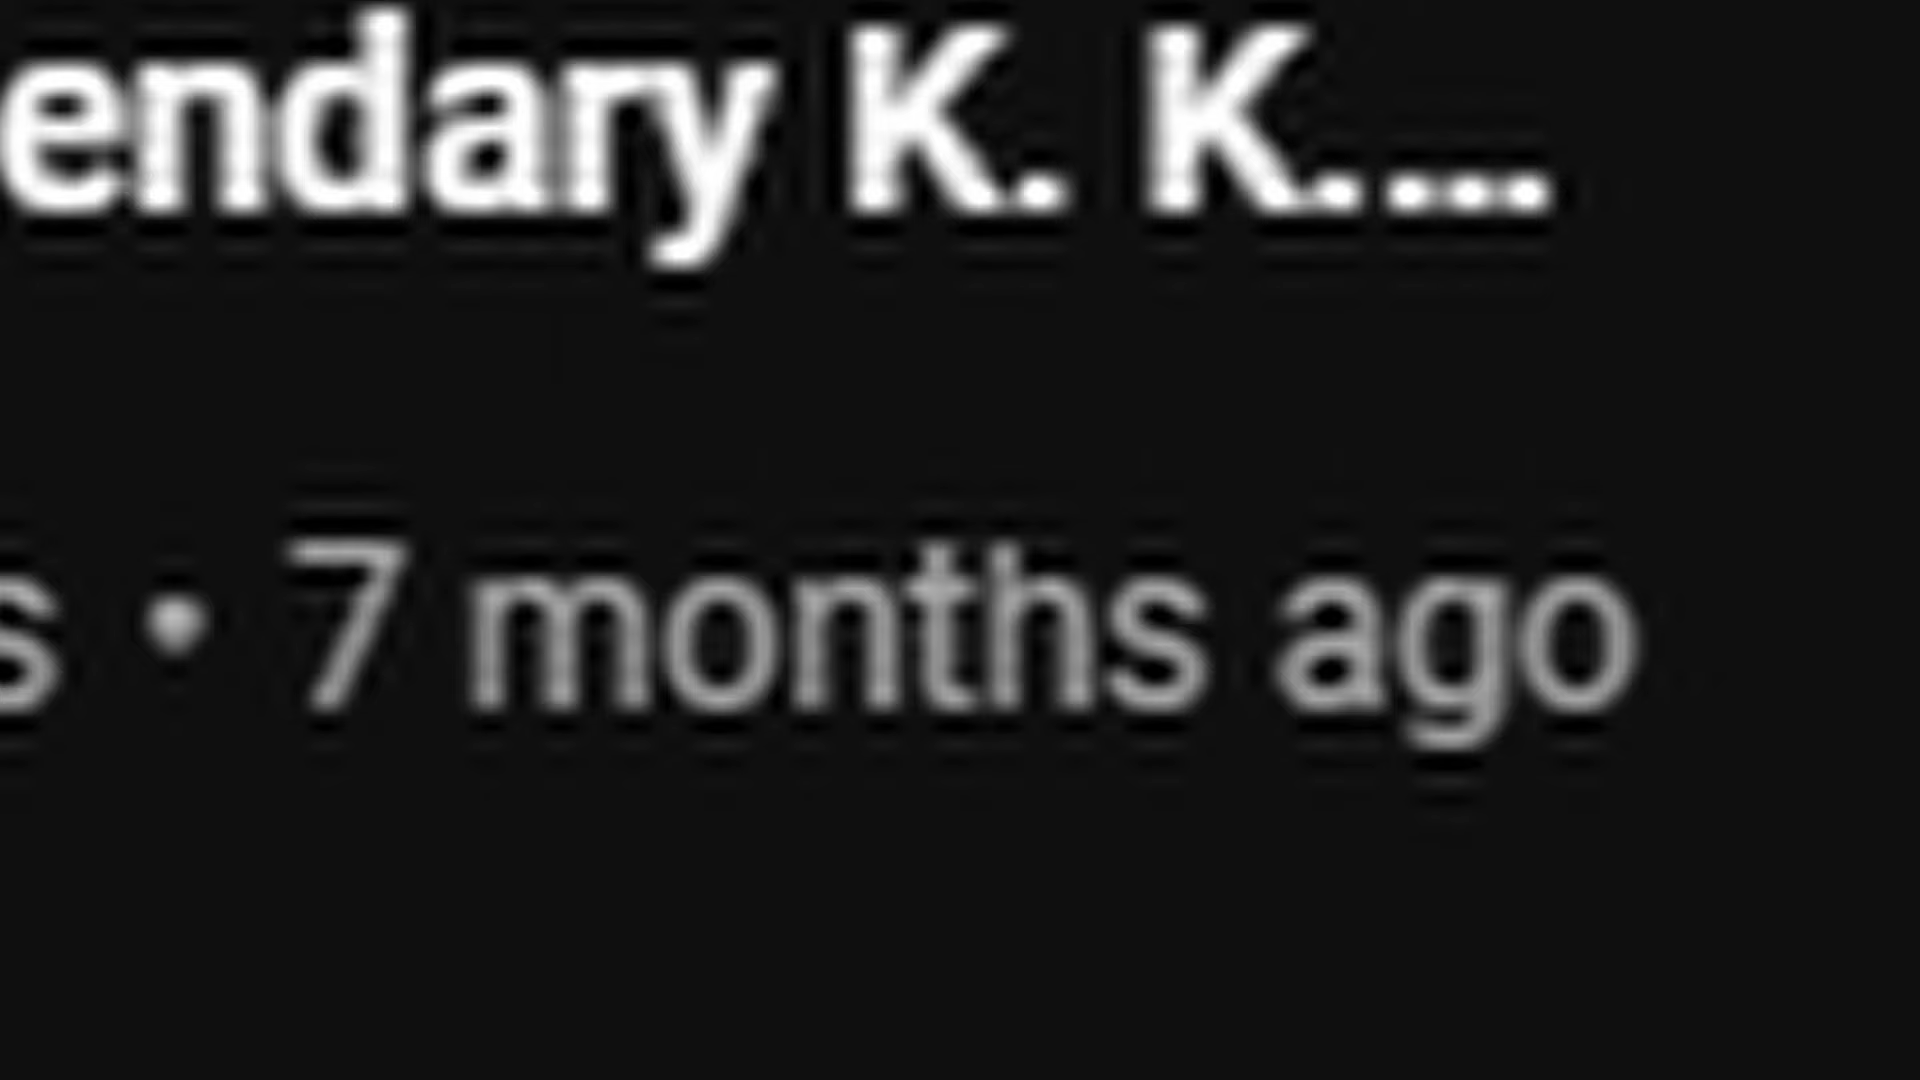 endary K. K....
s • 7 months ago